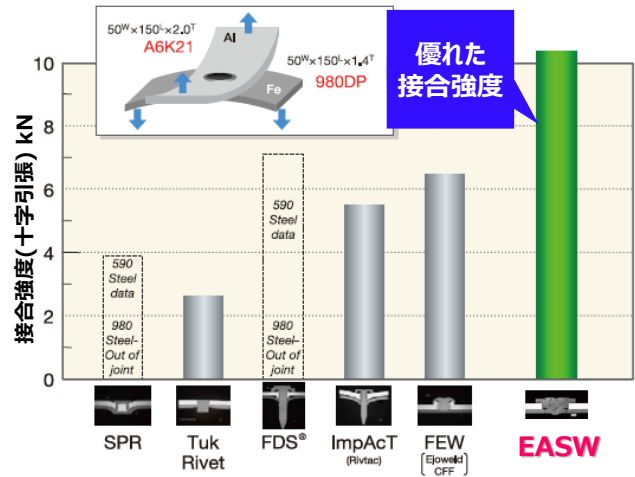 50ᵂ×150ᴸ×2.0ᵀ
A6K21
Al
50ᵂ×150ᴸ×1.4ᵀ
980DP
Fe
優れた
接合強度
接合強度(十字引張) kN
10
8
6
4
2
0
590
Steel
data
980
Steel-
Out of
joint
590
Steel
data
980
Steel-
Out of
joint
SPR
Tuk
Rivet
FDS®
ImpAcT
(Rivtac)
FEW
[Ejoweld
CFF]
EASW